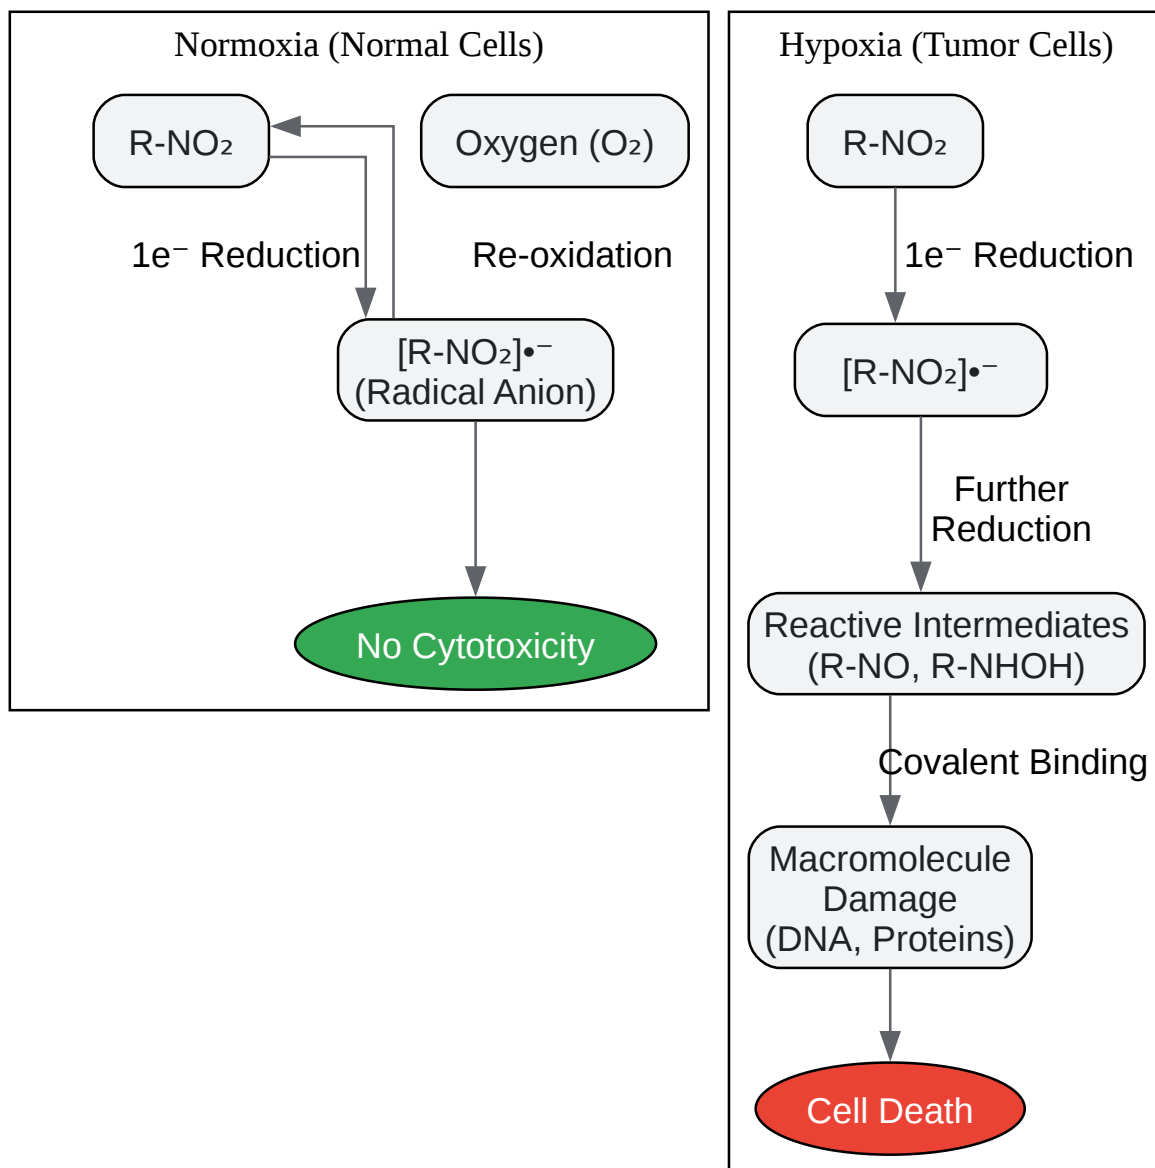 Normoxia (Normal Cells)
R-NO₂
Oxygen (O₂)
1e⁻ Reduction
Re-oxidation
[R-NO₂]•⁻
(Radical Anion)
No Cytotoxicity
Hypoxia (Tumor Cells)
R-NO₂
1e⁻ Reduction
[R-NO₂]•⁻
Further
Reduction
Reactive Intermediates
(R-NO, R-NHOH)
Covalent Binding
Macromolecule
Damage
(DNA, Proteins)
Cell Death